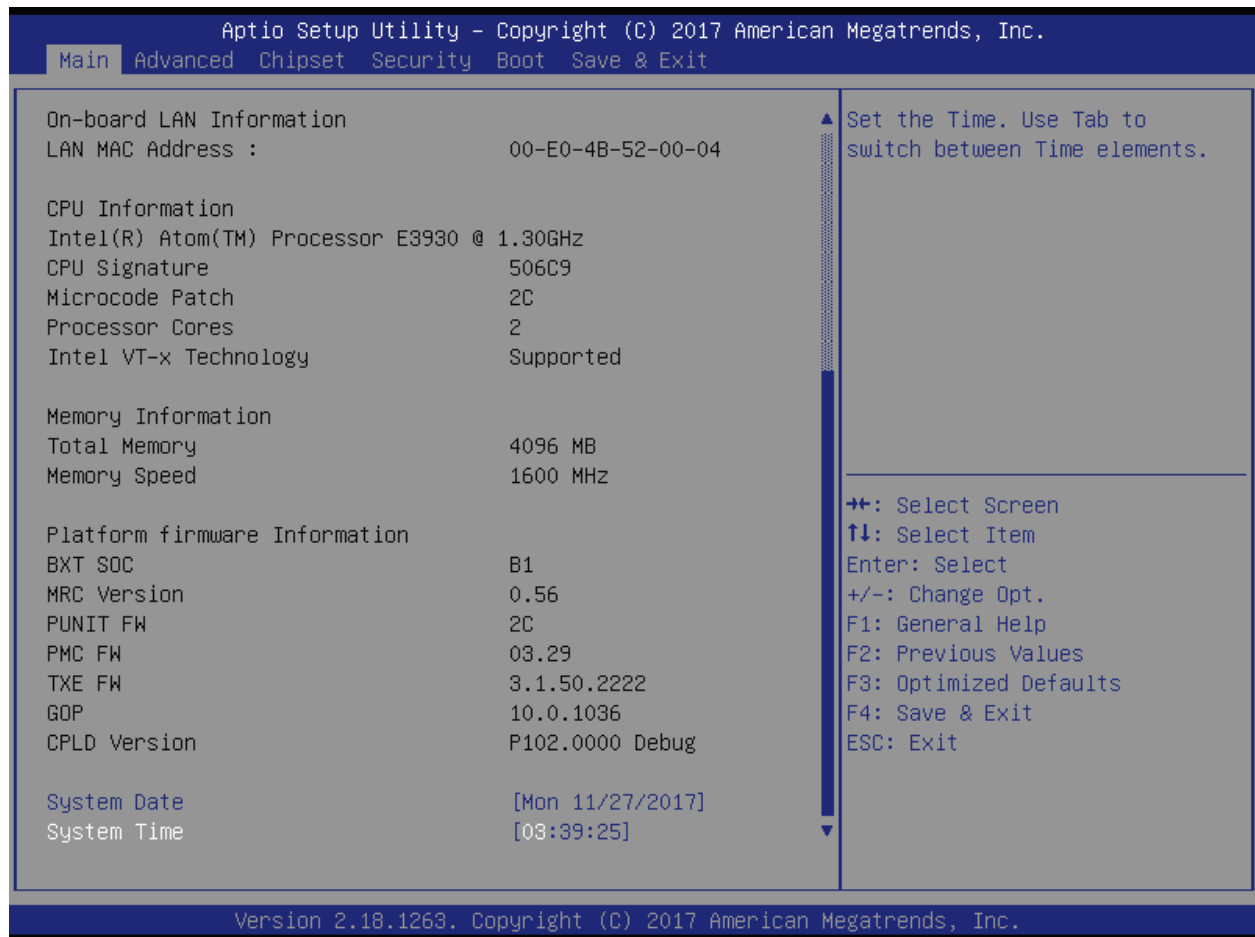 Aptio Setup Utility – Copyright (C) 2017 American Megatrends, Inc.
Main Advanced Chipset Security Boot Save & Exit
On-board LAN Information
LAN MAC Address : 00-E0-4B-52-00-04
CPU Information
Intel(R) Atom(TM) Processor E3930 @ 1.30GHz
CPU Signature 506C9
Microcode Patch 2C
Processor Cores 2
Intel VT-x Technology Supported
Memory Information
Total Memory 4096 MB
Memory Speed 1600 MHz
Platform firmware Information
BXT SOC B1
MRC Version 0.56
PUNIT FW 2C
PMC FW 03.29
TXE FW 3.1.50.2222
GOP 10.0.1036
CPLD Version P102.0000 Debug
System Date [Mon 11/27/2017]
System Time [03:39:25]
Set the Time. Use Tab to
switch between Time elements.
→←: Select Screen
↑↓: Select Item
Enter: Select
+/-: Change Opt.
F1: General Help
F2: Previous Values
F3: Optimized Defaults
F4: Save & Exit
ESC: Exit
Version 2.18.1263. Copyright (C) 2017 American Megatrends, Inc.